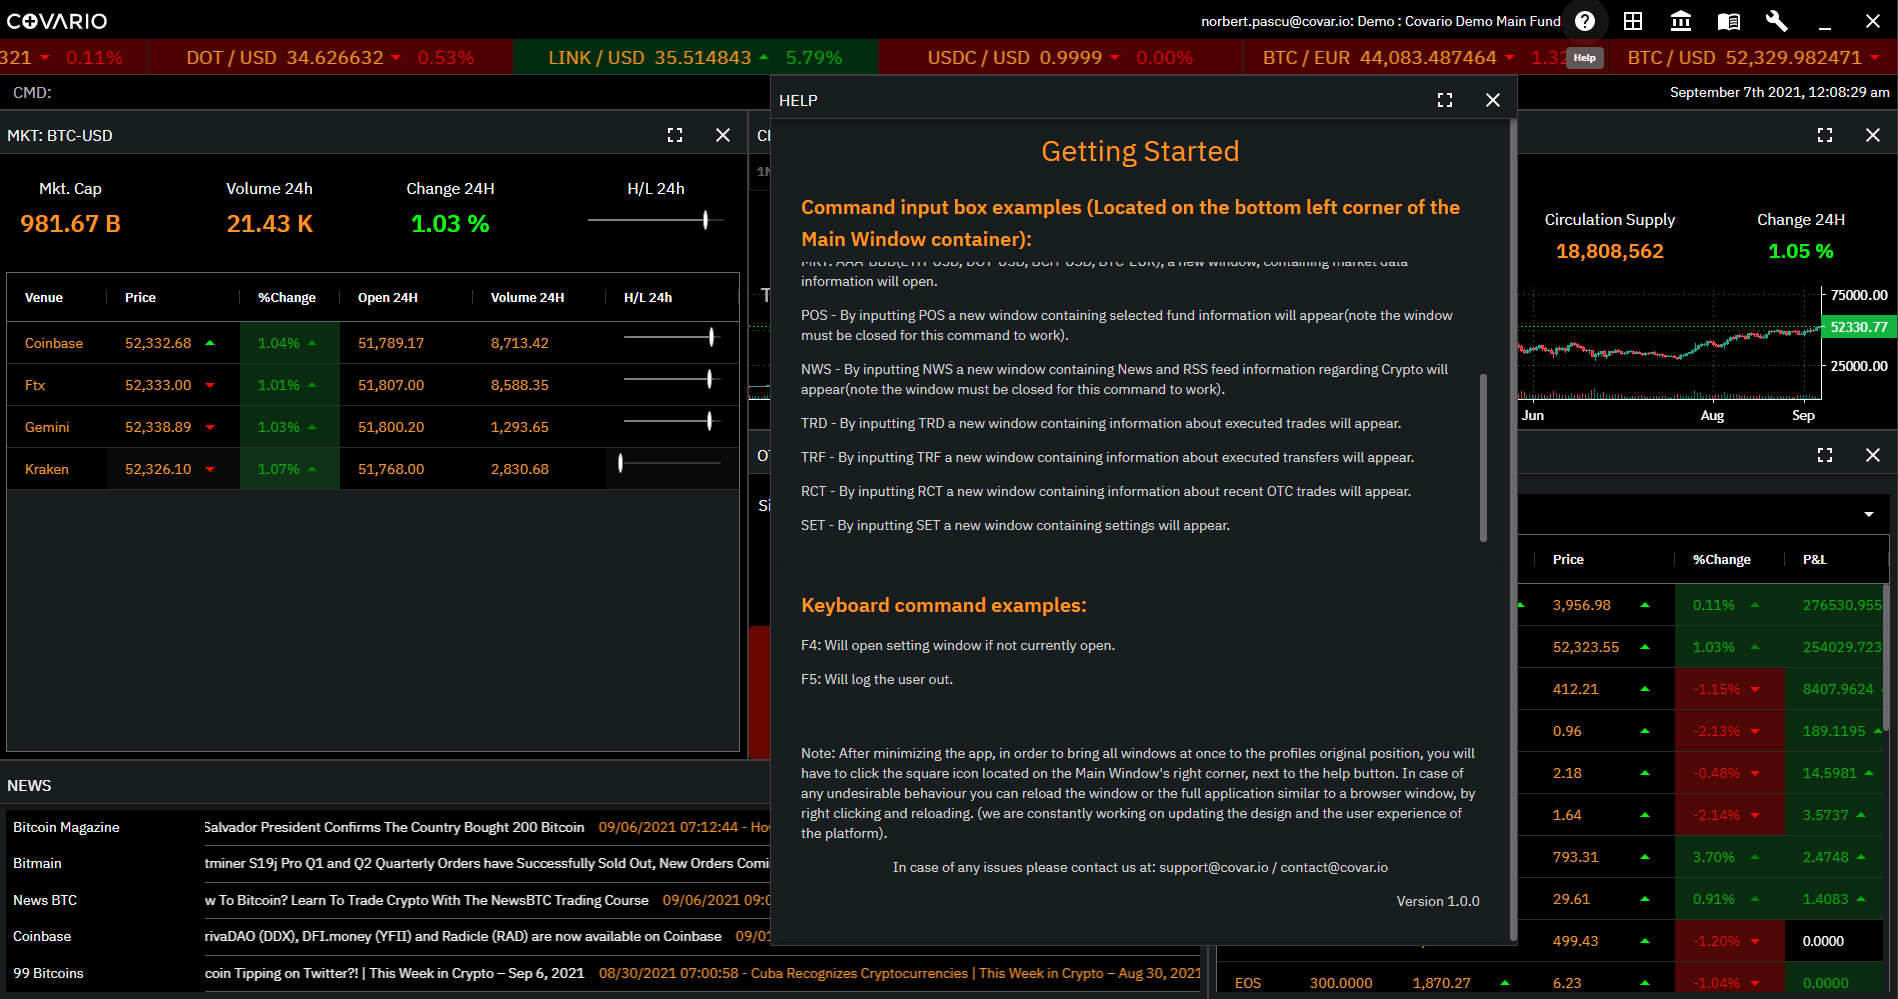 COVARIO
norbert.pascu@covar.io: Demo : Covario Demo Main Fund
321 0.11%
DOT / USD 34.626632 0.53%
LINK / USD 35.514843 5.79%
USDC / USD 0.9999 0.00%
BTC / EUR 44,083.487464 1.32
Help
BTC / USD 52,329.982471
CMD:
September 7th 2021, 12:08:29 am
MKT: BTC-USD
Mkt. Cap Volume 24h Change 24H H/L 24h
981.67 B 21.43 K 1.03 %
Venue Price %Change Open 24H Volume 24H H/L 24h
Coinbase 52,332.68 1.04% 51,789.17 8,713.42
Ftx 52,333.00 1.01% 51,807.00 8,588.35
Gemini 52,338.89 1.03% 51,800.20 1,293.65
Kraken 52,326.10 1.07% 51,768.00 2,830.68
HELP
Getting Started
Command input box examples (Located on the bottom left corner of the
Main Window container):
MKT: AAA-BBB(ETH-USD, DOT-USD, BCH-USD, BTC-EUR), a new window, containing market data
information will open.
POS - By inputting POS a new window containing selected fund information will appear(note the window
must be closed for this command to work).
NWS - By inputting NWS a new window containing News and RSS feed information regarding Crypto will
appear(note the window must be closed for this command to work).
TRD - By inputting TRD a new window containing information about executed trades will appear.
TRF - By inputting TRF a new window containing information about executed transfers will appear.
RCT - By inputting RCT a new window containing information about recent OTC trades will appear.
SET - By inputting SET a new window containing settings will appear.
Keyboard command examples:
F4: Will open setting window if not currently open.
F5: Will log the user out.
Note: After minimizing the app, in order to bring all windows at once to the profiles original position, you will
have to click the square icon located on the Main Window's right corner, next to the help button. In case of
any undesirable behaviour you can reload the window or the full application similar to a browser window, by
right clicking and reloading. (we are constantly working on updating the design and the user experience of
the platform).
In case of any issues please contact us at: support@covar.io / contact@covar.io
Version 1.0.0
Circulation Supply Change 24H
18,808,562 1.05 %
75000.00
52330.77
25000.00
Jun Aug Sep
Price %Change P&L
3,956.98 0.11% 276530.955
52,323.55 1.03% 254029.723
412.21 -1.15% 8407.9624
0.96 -2.13% 189.1195
2.18 -0.48% 14.5981
1.64 -2.14% 3.5737
793.31 3.70% 2.4748
29.61 0.91% 1.4083
499.43 -1.20% 0.0000
EOS 300.0000 1,870.27 6.23 -1.04% 0.0000
NEWS
Bitcoin Magazine Salvador President Confirms The Country Bought 200 Bitcoin 09/06/2021 07:12:44 - Ho
Bitmain tminer S19j Pro Q1 and Q2 Quarterly Orders have Successfully Sold Out, New Orders Comi
News BTC w To Bitcoin? Learn To Trade Crypto With The NewsBTC Trading Course 09/06/2021 09:0
Coinbase rivaDAO (DDX), DFI.money (YFII) and Radicle (RAD) are now available on Coinbase 09/01
99 Bitcoins coin Tipping on Twitter?! | This Week in Crypto – Sep 6, 2021 08/30/2021 07:00:58 - Cuba Recognizes Cryptocurrencies | This Week in Crypto – Aug 30, 2021